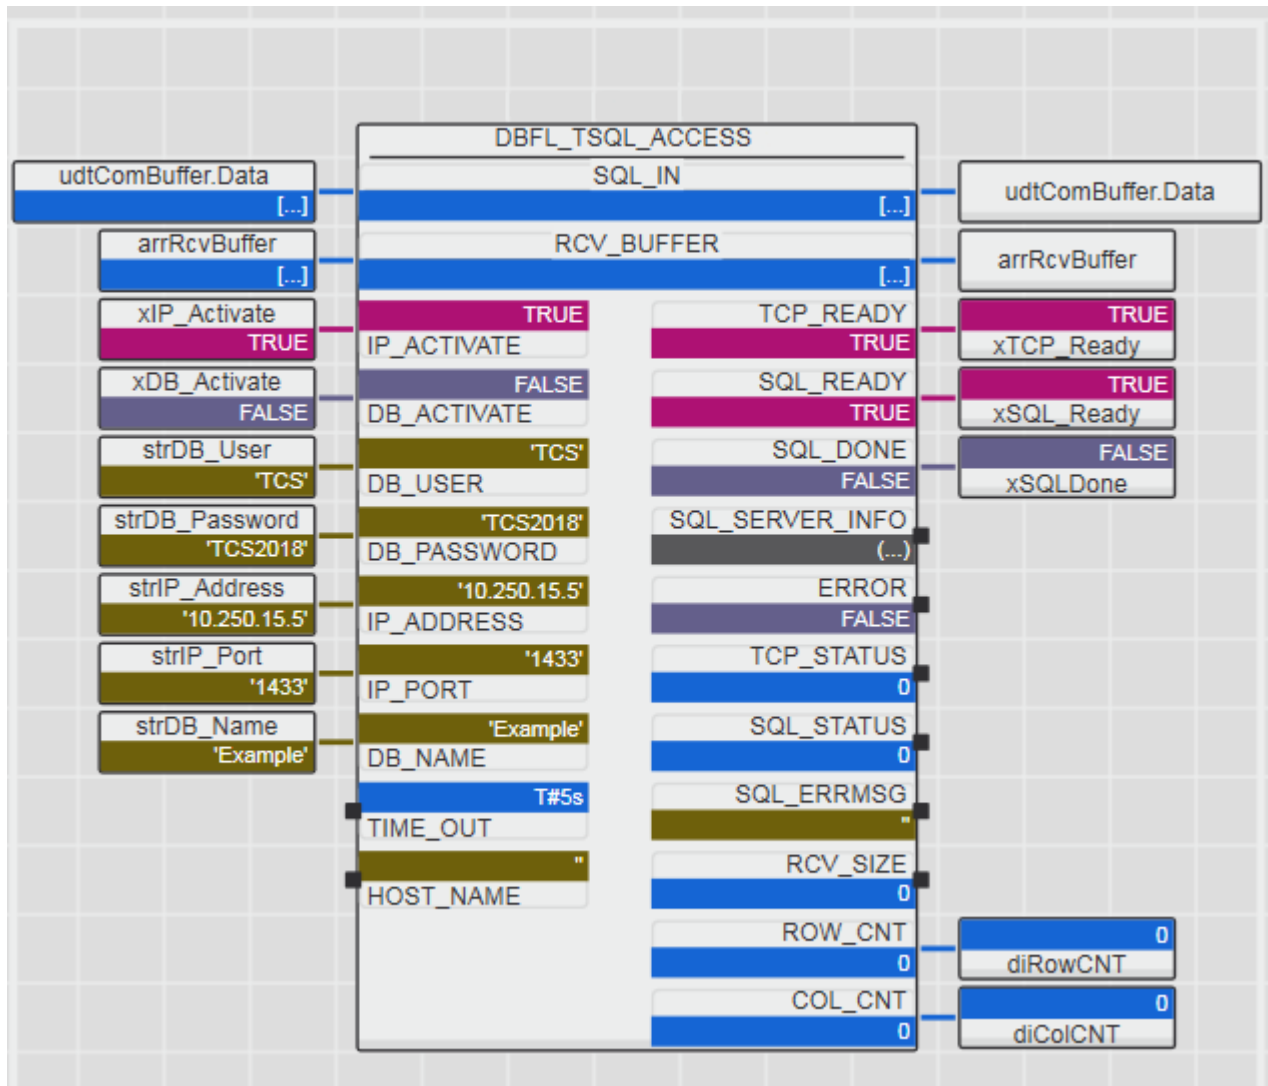 DBFL_TSQL_ACCESS
udtComBuffer.Data
[...]
SQL_IN
[...]
udtComBuffer.Data
arrRcvBuffer
[...]
RCV_BUFFER
[...]
arrRcvBuffer
xIP_Activate
TRUE
TRUE
IP_ACTIVATE
TCP_READY
TRUE
TRUE
xTCP_Ready
xDB_Activate
FALSE
FALSE
DB_ACTIVATE
SQL_READY
TRUE
TRUE
xSQL_Ready
strDB_User
'TCS'
'TCS'
DB_USER
SQL_DONE
FALSE
FALSE
xSQLDone
strDB_Password
'TCS2018'
'TCS2018'
DB_PASSWORD
SQL_SERVER_INFO
(...)
strIP_Address
'10.250.15.5'
'10.250.15.5'
IP_ADDRESS
ERROR
FALSE
strIP_Port
'1433'
'1433'
IP_PORT
TCP_STATUS
0
strDB_Name
'Example'
'Example'
DB_NAME
SQL_STATUS
0
T#5s
TIME_OUT
SQL_ERRMSG
''
''
HOST_NAME
RCV_SIZE
0
ROW_CNT
0
0
diRowCNT
COL_CNT
0
0
diColCNT